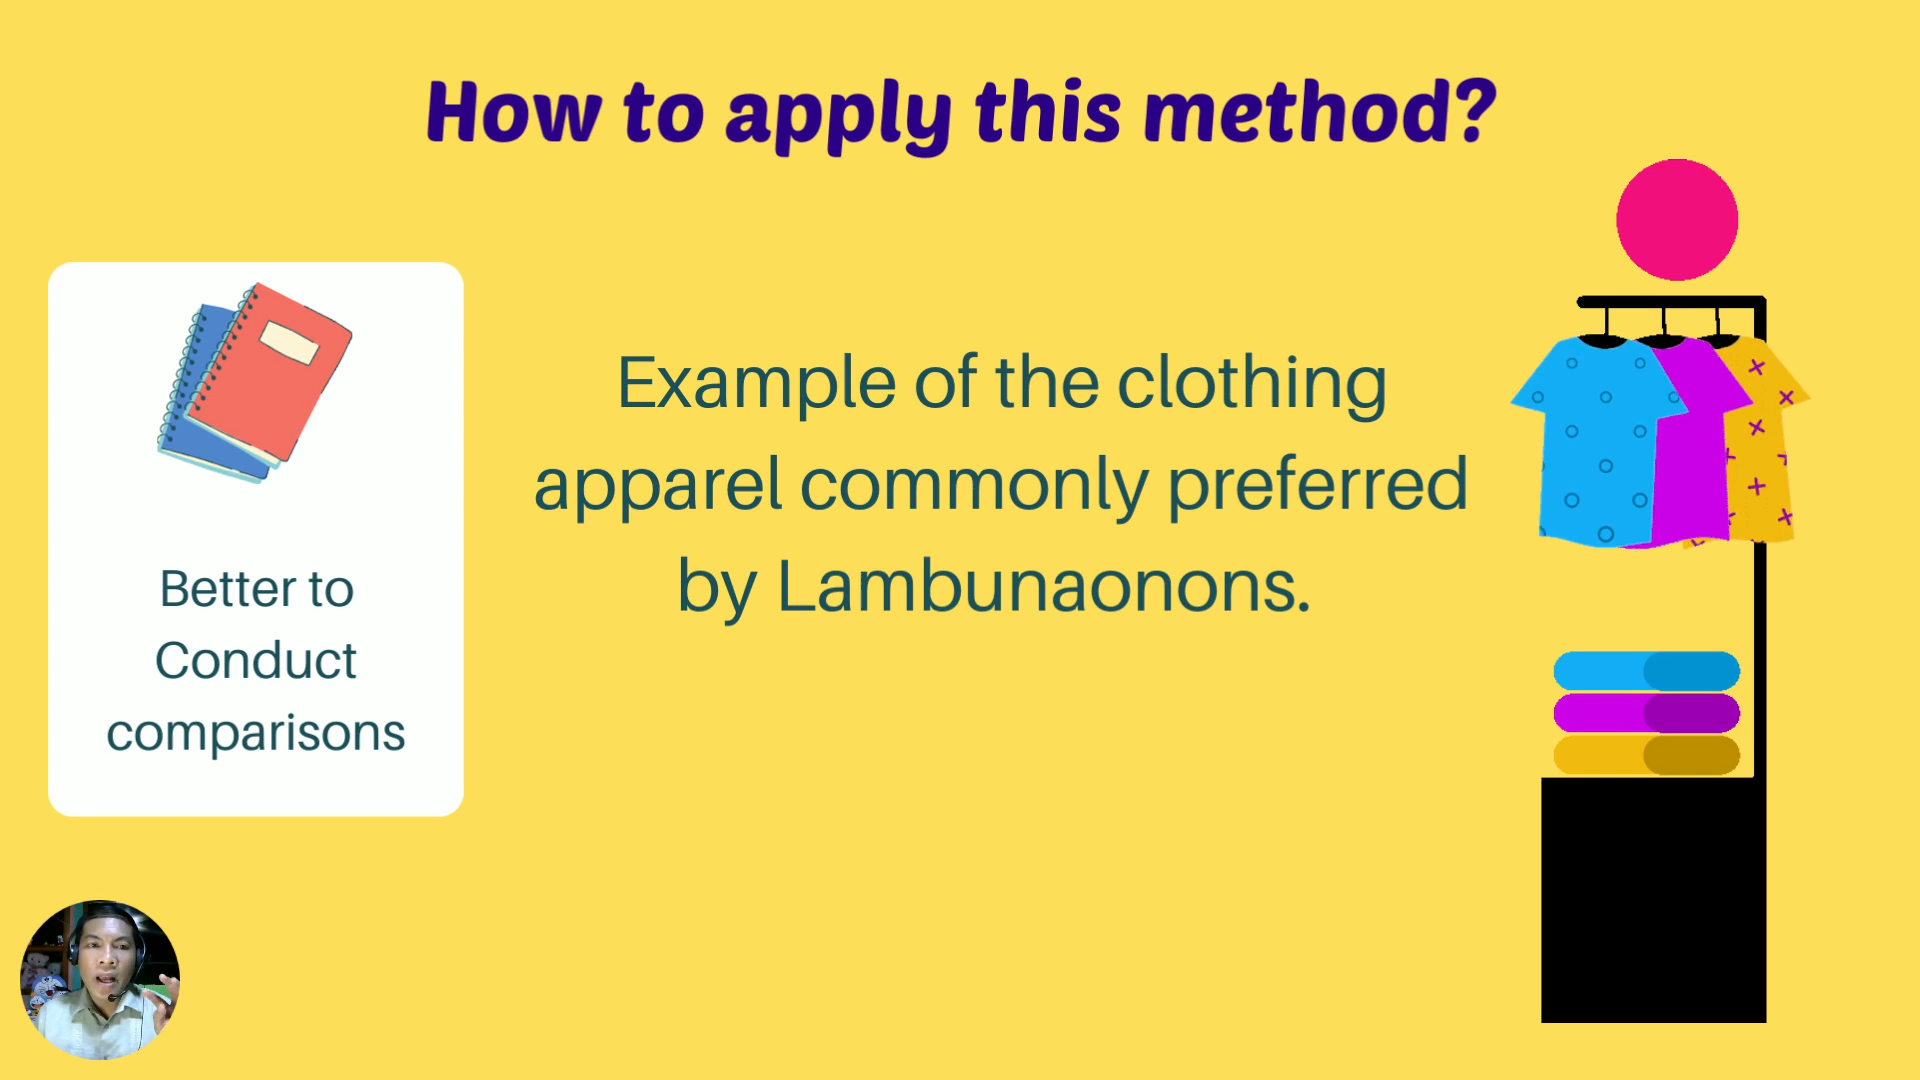 How to apply this method?
Better to
Conduct
comparisons
Example of the clothing
apparel commonly preferred
by Lambunaonons.